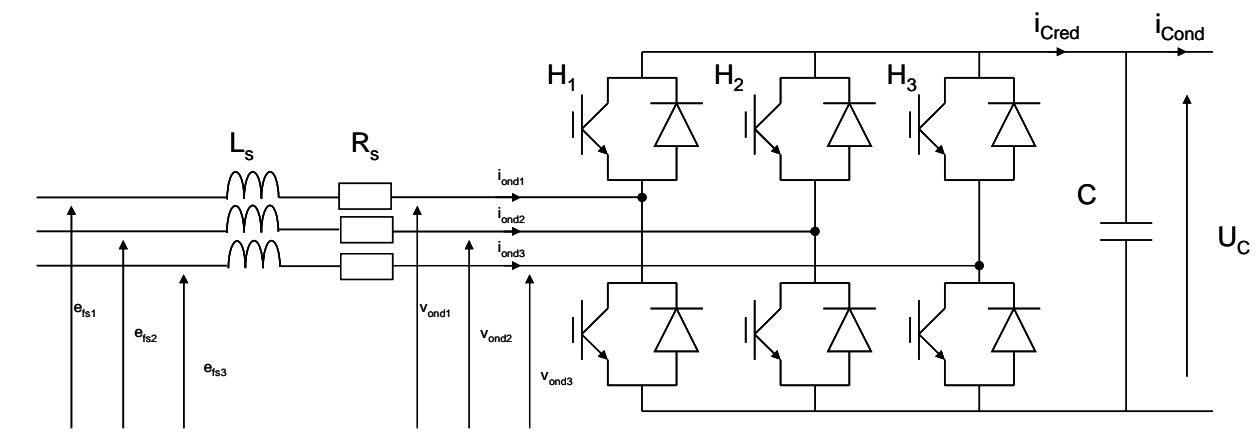 i_Cred i_Cond
H_1 H_2 H_3
L_s R_s
C
i_ond1
i_ond2
i_ond3
U_C
e_fs1 v_ond1
e_fs2 v_ond2
e_fs3 v_ond3